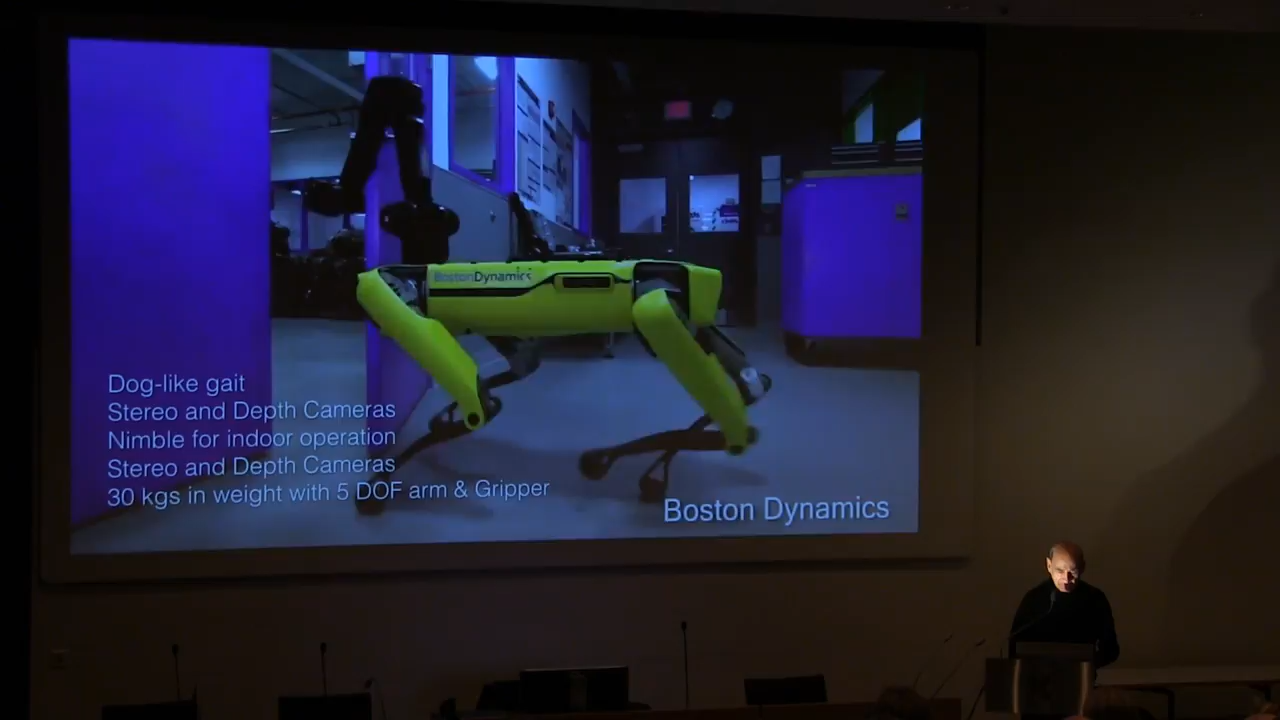 BostonDynamics
Dog-like gait
Stereo and Depth Cameras
Nimble for indoor operation
Stereo and Depth Cameras
30 kgs in weight with 5 DOF arm & Gripper
Boston Dynamics